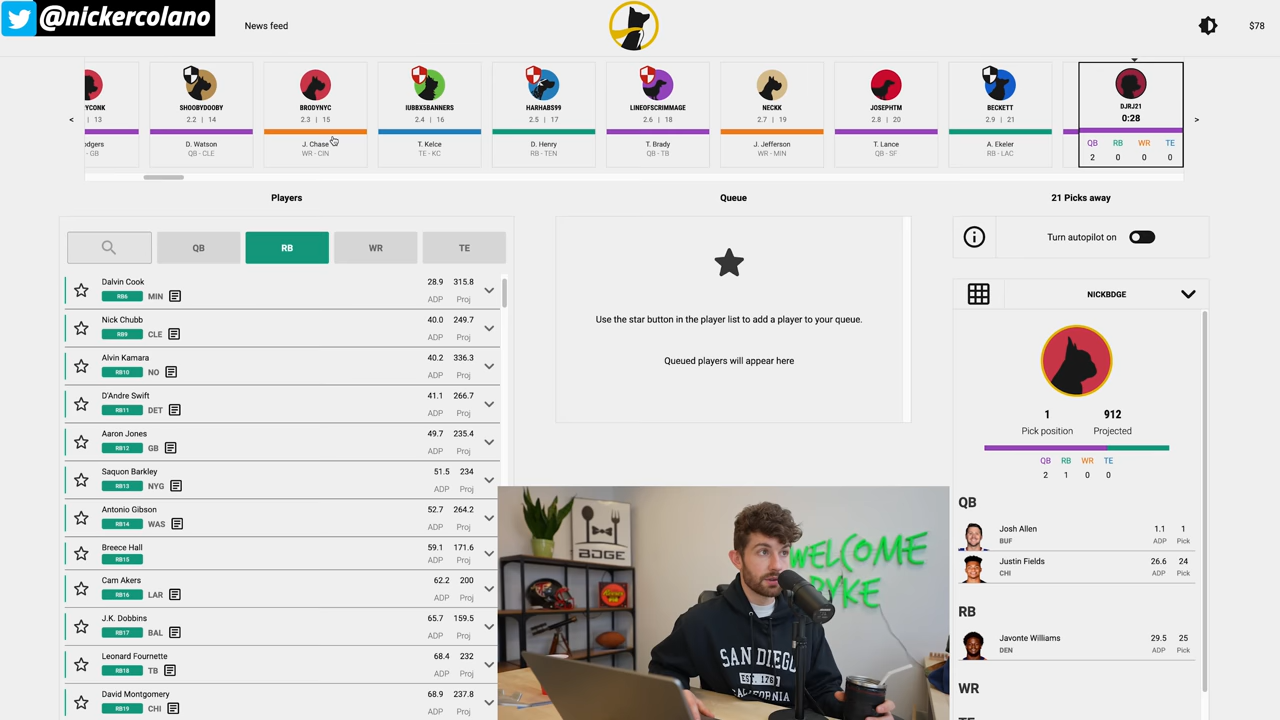 @nickercolano
News feed
$78
YCONK
13
odgers
- GB
SHOOBYDOOBY
2.2 | 14
D. Watson
QB - CLE
BRODYNYC
2.3 | 15
J. Chase
WR - CIN
IUBBX5BANNERS
2.4 | 16
T. Kelce
TE - KC
HARHABS99
2.5 | 17
D. Henry
RB - TEN
LINEOFSCRIMMAGE
2.6 | 18
T. Brady
QB - TB
NECKK
2.7 | 19
J. Jefferson
WR - MIN
JOSEPHTM
2.8 | 20
T. Lance
QB - SF
BECKETT
2.9 | 21
A. Ekeler
RB - LAC
DJRJ21
0:28
QB RB WR TE
2 0 0 0
< >
Players
Queue
21 Picks away
QB RB WR TE
Turn autopilot on
Dalvin Cook 28.9 315.8
RB6 MIN ADP Proj
Nick Chubb 40.0 249.7
RB9 CLE ADP Proj
Alvin Kamara 40.2 336.3
RB10 NO ADP Proj
D'Andre Swift 41.1 266.7
RB11 DET ADP Proj
Aaron Jones 49.7 235.4
RB12 GB ADP Proj
Saquon Barkley 51.5 234
RB13 NYG ADP Proj
Antonio Gibson 52.7 264.2
RB14 WAS ADP Proj
Breece Hall 59.1 171.6
RB15 ADP Proj
Cam Akers 62.2 200
RB16 LAR ADP Proj
J.K. Dobbins 65.7 159.5
RB17 BAL ADP Proj
Leonard Fournette 68.4 232
RB18 TB ADP Proj
David Montgomery 68.9 237.8
RB19 CHI ADP Proj
Use the star button in the player list to add a player to your queue.
Queued players will appear here
NICKBDGE
1 912
Pick position Projected
QB RB WR TE
2 1 0 0
QB
Josh Allen 1.1 1
BUF ADP Pick
Justin Fields 26.6 24
CHI ADP Pick
RB
Javonte Williams 29.5 25
DEN ADP Pick
WR
BDGE
WELCOME
SAN DIEGO
CALIFORNIA